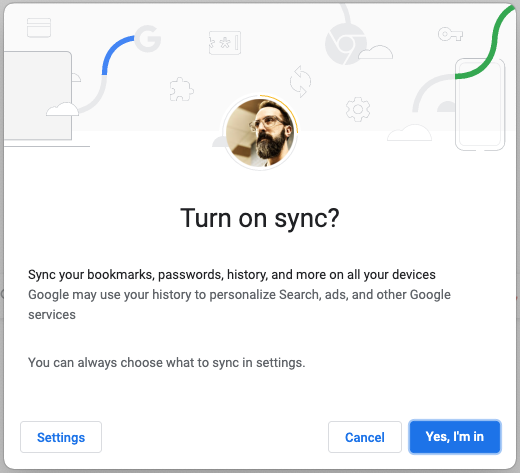 Turn on sync?
Sync your bookmarks, passwords, history, and more on all your devices
Google may use your history to personalize Search, ads, and other Google
services
You can always choose what to sync in settings.
Settings
Cancel
Yes, I'm in